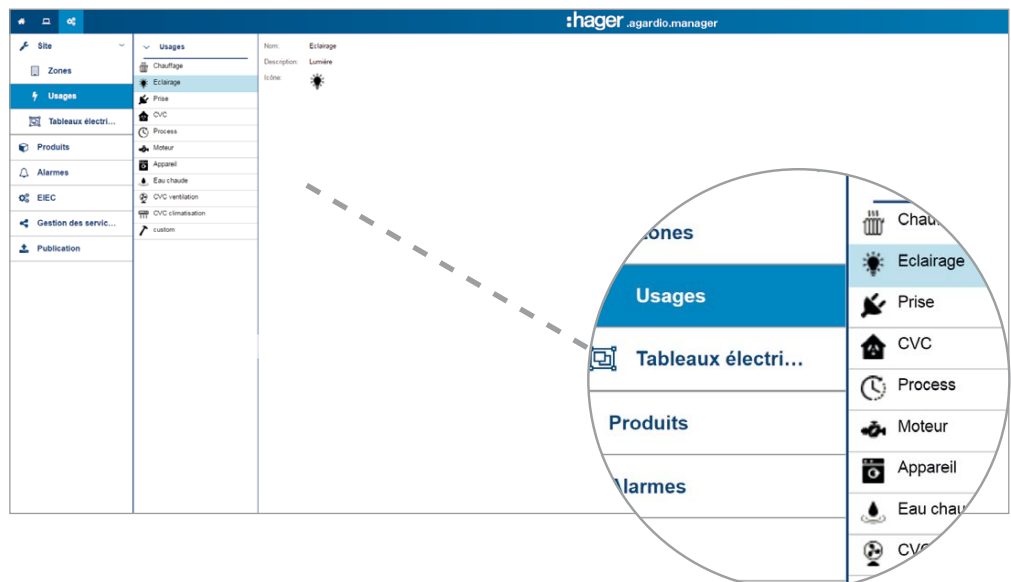 :hager .agardio.manager
Site
Zones
Usages
Tableaux électri...
Produits
Alarmes
EIEC
Gestion des servic...
Publication
Usages
Chauffage
Eclairage
Prise
CVC
Process
Moteur
Appareil
Eau chaude
CVC ventilation
CVC climatisation
custom
Nom: Eclairage
Description: Lumière
Icône:
Zones
Usages
Tableaux électri...
Produits
Alarmes
Chau
Eclairage
Prise
CVC
Process
Moteur
Appareil
Eau chau
CVC